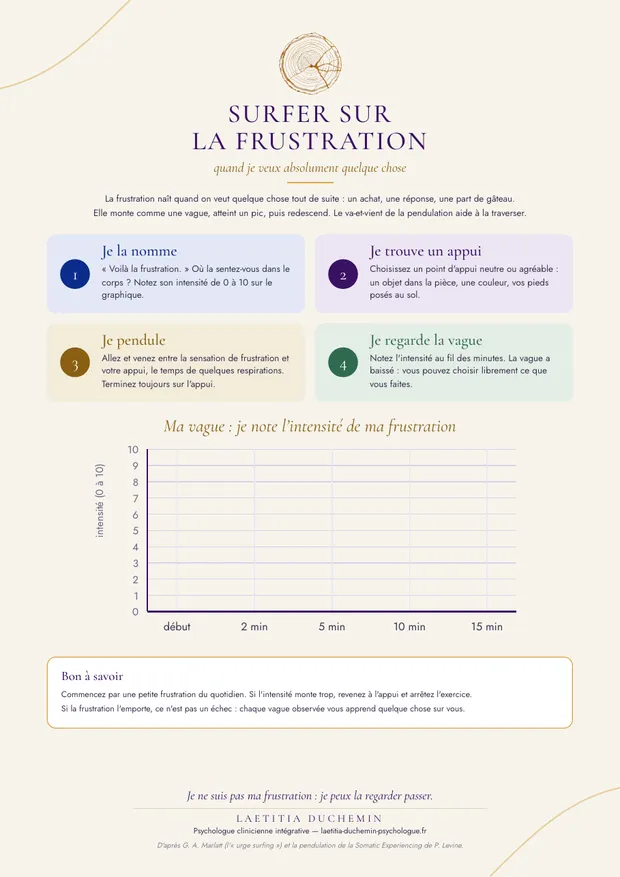 SURFER SUR
LA FRUSTRATION
quand je veux absolument quelque chose
La frustration naît quand on veut quelque chose tout de suite : un achat, une réponse, une part de gâteau.
Elle monte comme une vague, atteint un pic, puis redescend. Le va-et-vient de la pendulation aide à la traverser.
1
Je la nomme
« Voilà la frustration. » Où la sentez-vous dans le
corps ? Notez son intensité de 0 à 10 sur le
graphique.
2
Je trouve un appui
Choisissez un point d'appui neutre ou agréable :
un objet dans la pièce, une couleur, vos pieds
posés au sol.
3
Je pendule
Allez et venez entre la sensation de frustration et
votre appui, le temps de quelques respirations.
Terminez toujours sur l'appui.
4
Je regarde la vague
Notez l'intensité au fil des minutes. La vague a
baissé : vous pouvez choisir librement ce que
vous faites.
Ma vague : je note l'intensité de ma frustration
intensité (0 à 10)
10
9
8
7
6
5
4
3
2
1
0
début 2 min 5 min 10 min 15 min
Bon à savoir
Commencez par une petite frustration du quotidien. Si l'intensité monte trop, revenez à l'appui et arrêtez l'exercice.
Si la frustration l'emporte, ce n'est pas un échec : chaque vague observée vous apprend quelque chose sur vous.
Je ne suis pas ma frustration : je peux la regarder passer.
LAETITIA DUCHEMIN
Psychologue clinicienne intégrative — laetitia-duchemin-psychologue.fr
D'après G. A. Marlatt (l'« urge surfing ») et la pendulation de la Somatic Experiencing de P. Levine.